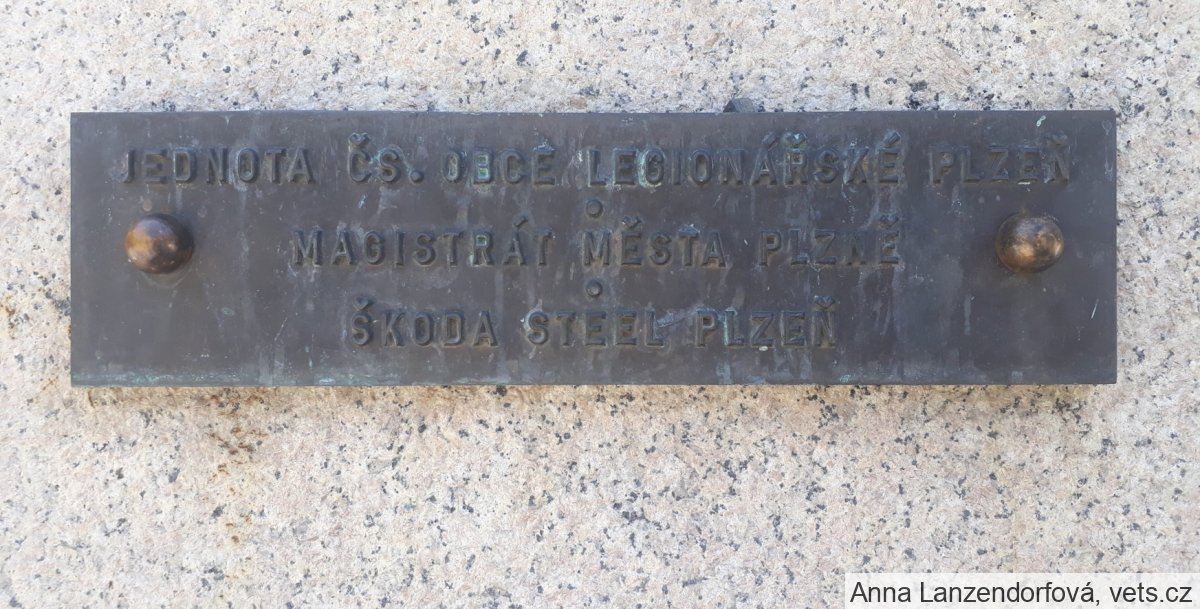 JEDNOTA ČS. OBCE LEGIONÁŘSKÉ PLZEŇ
MAGISTRÁT MĚSTA PLZNĚ
ŠKODA STEEL PLZEŇ
Anna Lanzendorfová, vets.cz